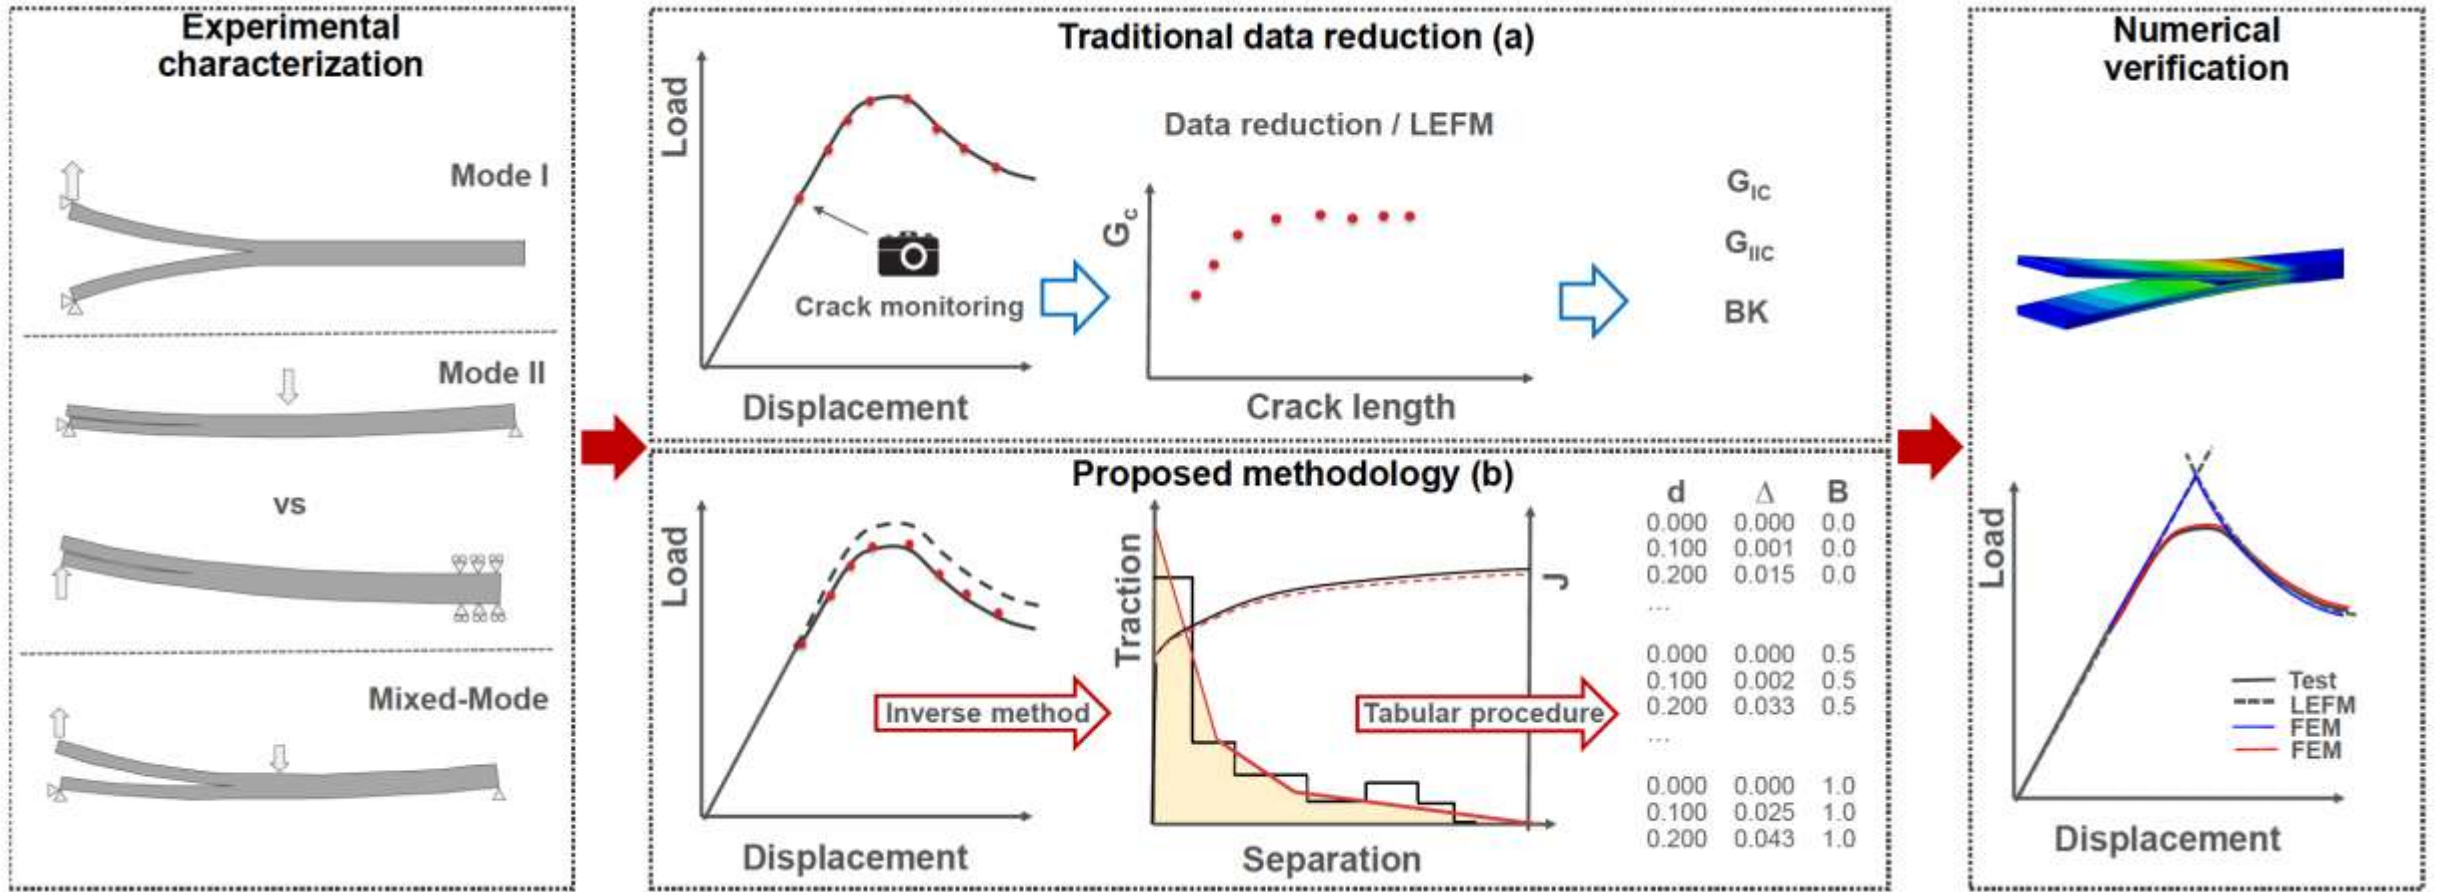 Experimental
characterization
Mode I
Mode II
vs
Mixed-Mode
Traditional data reduction (a)
Load
Crack monitoring
Displacement
Data reduction / LEFM
Gc
Crack length
GIC
GIIC
BK
Proposed methodology (b)
Load
Inverse method
Displacement
Traction
J
Tabular procedure
Separation
d Δ B
0.000 0.000 0.0
0.100 0.001 0.0
0.200 0.015 0.0
...
0.000 0.000 0.5
0.100 0.002 0.5
0.200 0.033 0.5
...
0.000 0.000 1.0
0.100 0.025 1.0
0.200 0.043 1.0
Numerical
verification
Load
Test
LEFM
FEM
FEM
Displacement